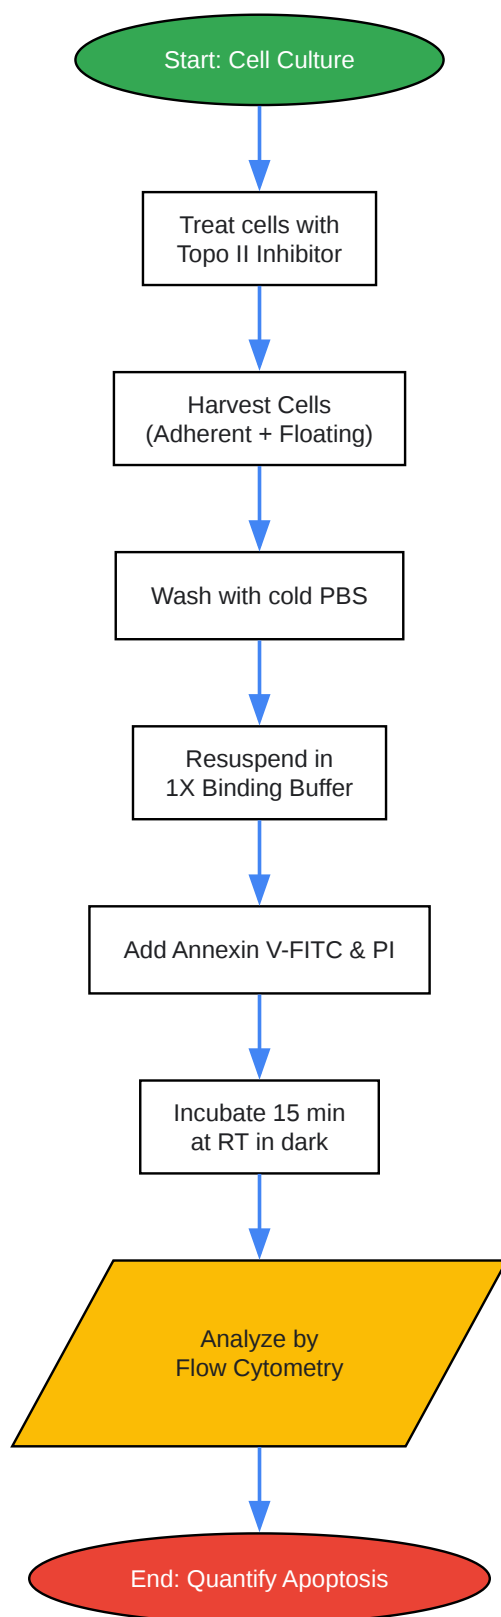 Start: Cell Culture
Treat cells with
Topo II Inhibitor
Harvest Cells
(Adherent + Floating)
Wash with cold PBS
Resuspend in
1X Binding Buffer
Add Annexin V-FITC & PI
Incubate 15 min
at RT in dark
Analyze by
Flow Cytometry
End: Quantify Apoptosis